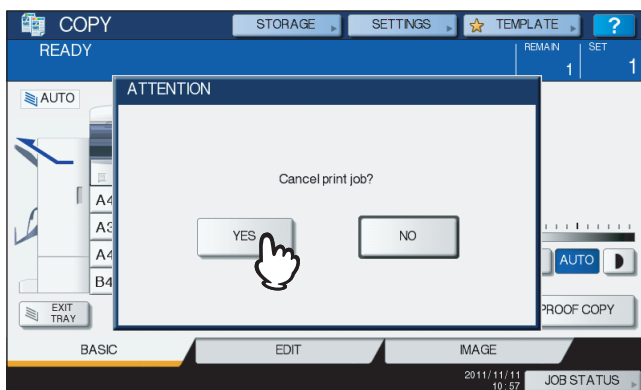 COPY
STORAGE
SETTINGS
TEMPLATE
?
READY
REMAIN
SET
1
1
ATTENTION
AUTO
Cancel print job?
A4
A3
A4
B4
YES
NO
AUTO
EXIT
TRAY
PROOF COPY
BASIC
EDIT
IMAGE
2011/11/11
10:57
JOB STATUS